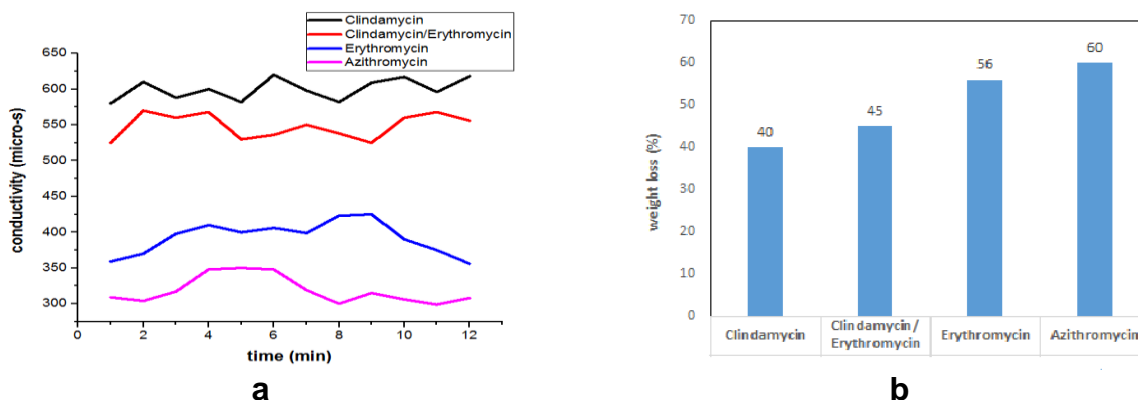 Clindamycin
Clindamycin/Erythromycin
Erythromycin
Azithromycin
conductivity (micro-s)
650
600
550
500
450
400
350
300
0 2 4 6 8 10 12
time (min)
a
weight loss (%)
70
60
50
40
30
20
10
0
40 45 56 60
Clindamycin
Clindamycin/
Erythromycin
Erythromycin
Azithromycin
b